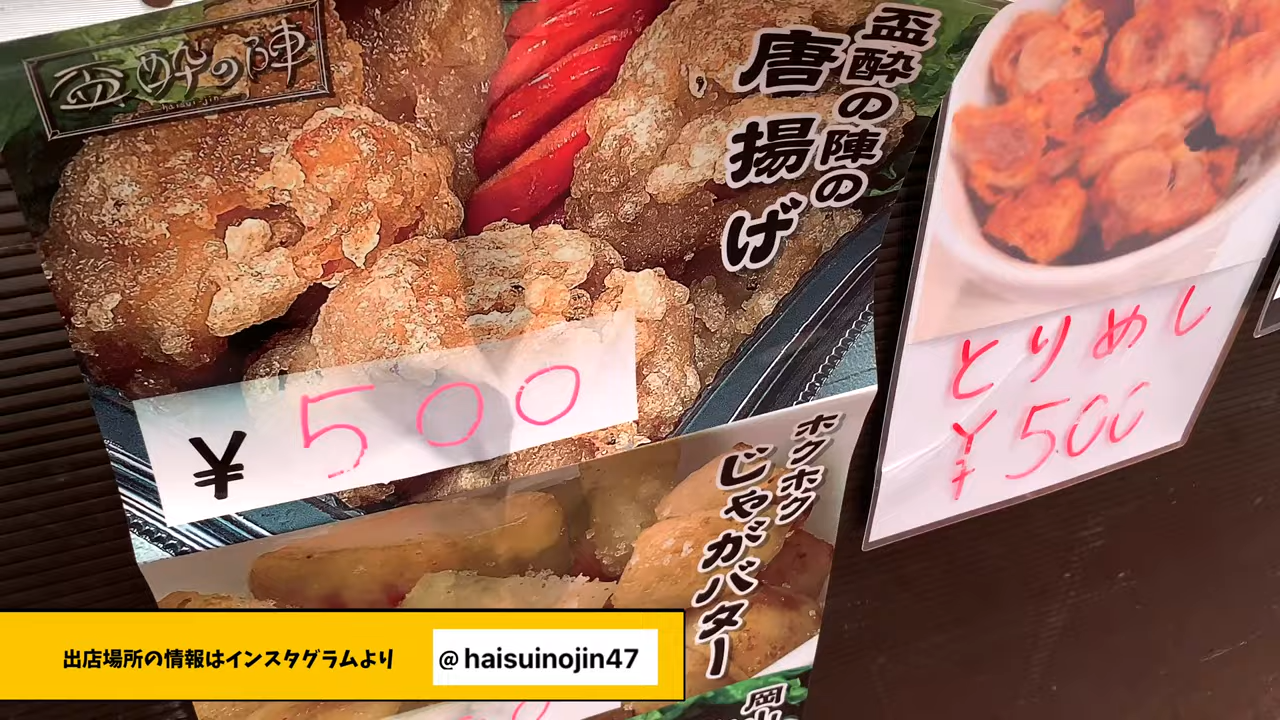 盃酔の陣
haisui-jin
盃酔の陣の
唐揚げ
¥500
とりめし
¥500
ホクホク
じゃがバター
出店場所の情報はインスタグラムより
@haisuinojin47